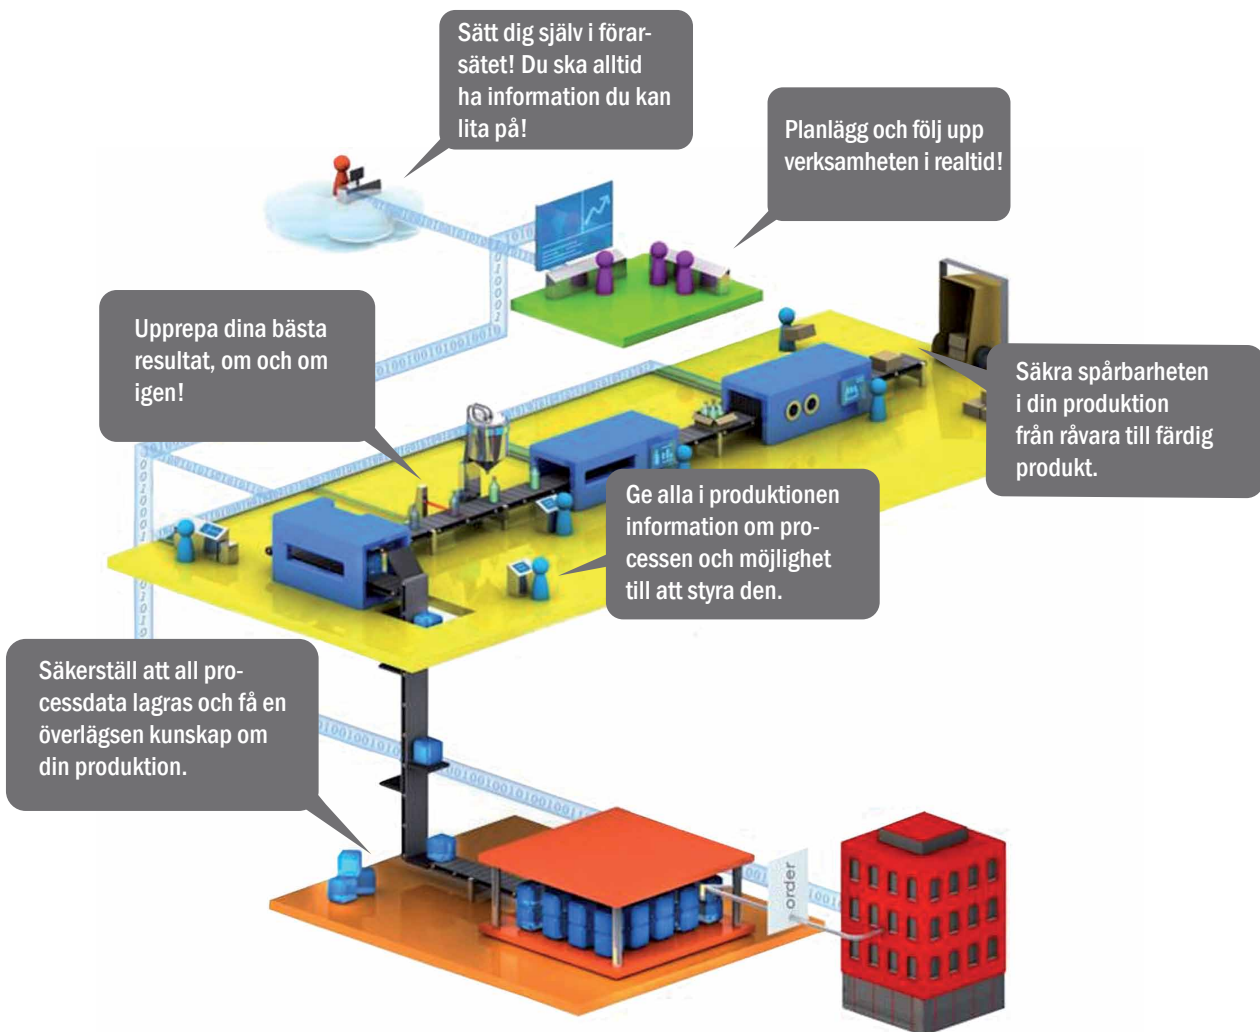 Sätt dig själv i förar-
sätet! Du ska alltid
ha information du kan
lita på!
Planlägg och följ upp
verksamheten i realtid!
Upprepa dina bästa
resultat, om och om
igen!
Säkra spårbarheten
i din produktion
från råvara till färdig
produkt.
Ge alla i produktionen
information om pro-
cessen och möjlighet
till att styra den.
Säkerställ att all pro-
cessdata lagras och få en
överlägsen kunskap om
din produktion.
order